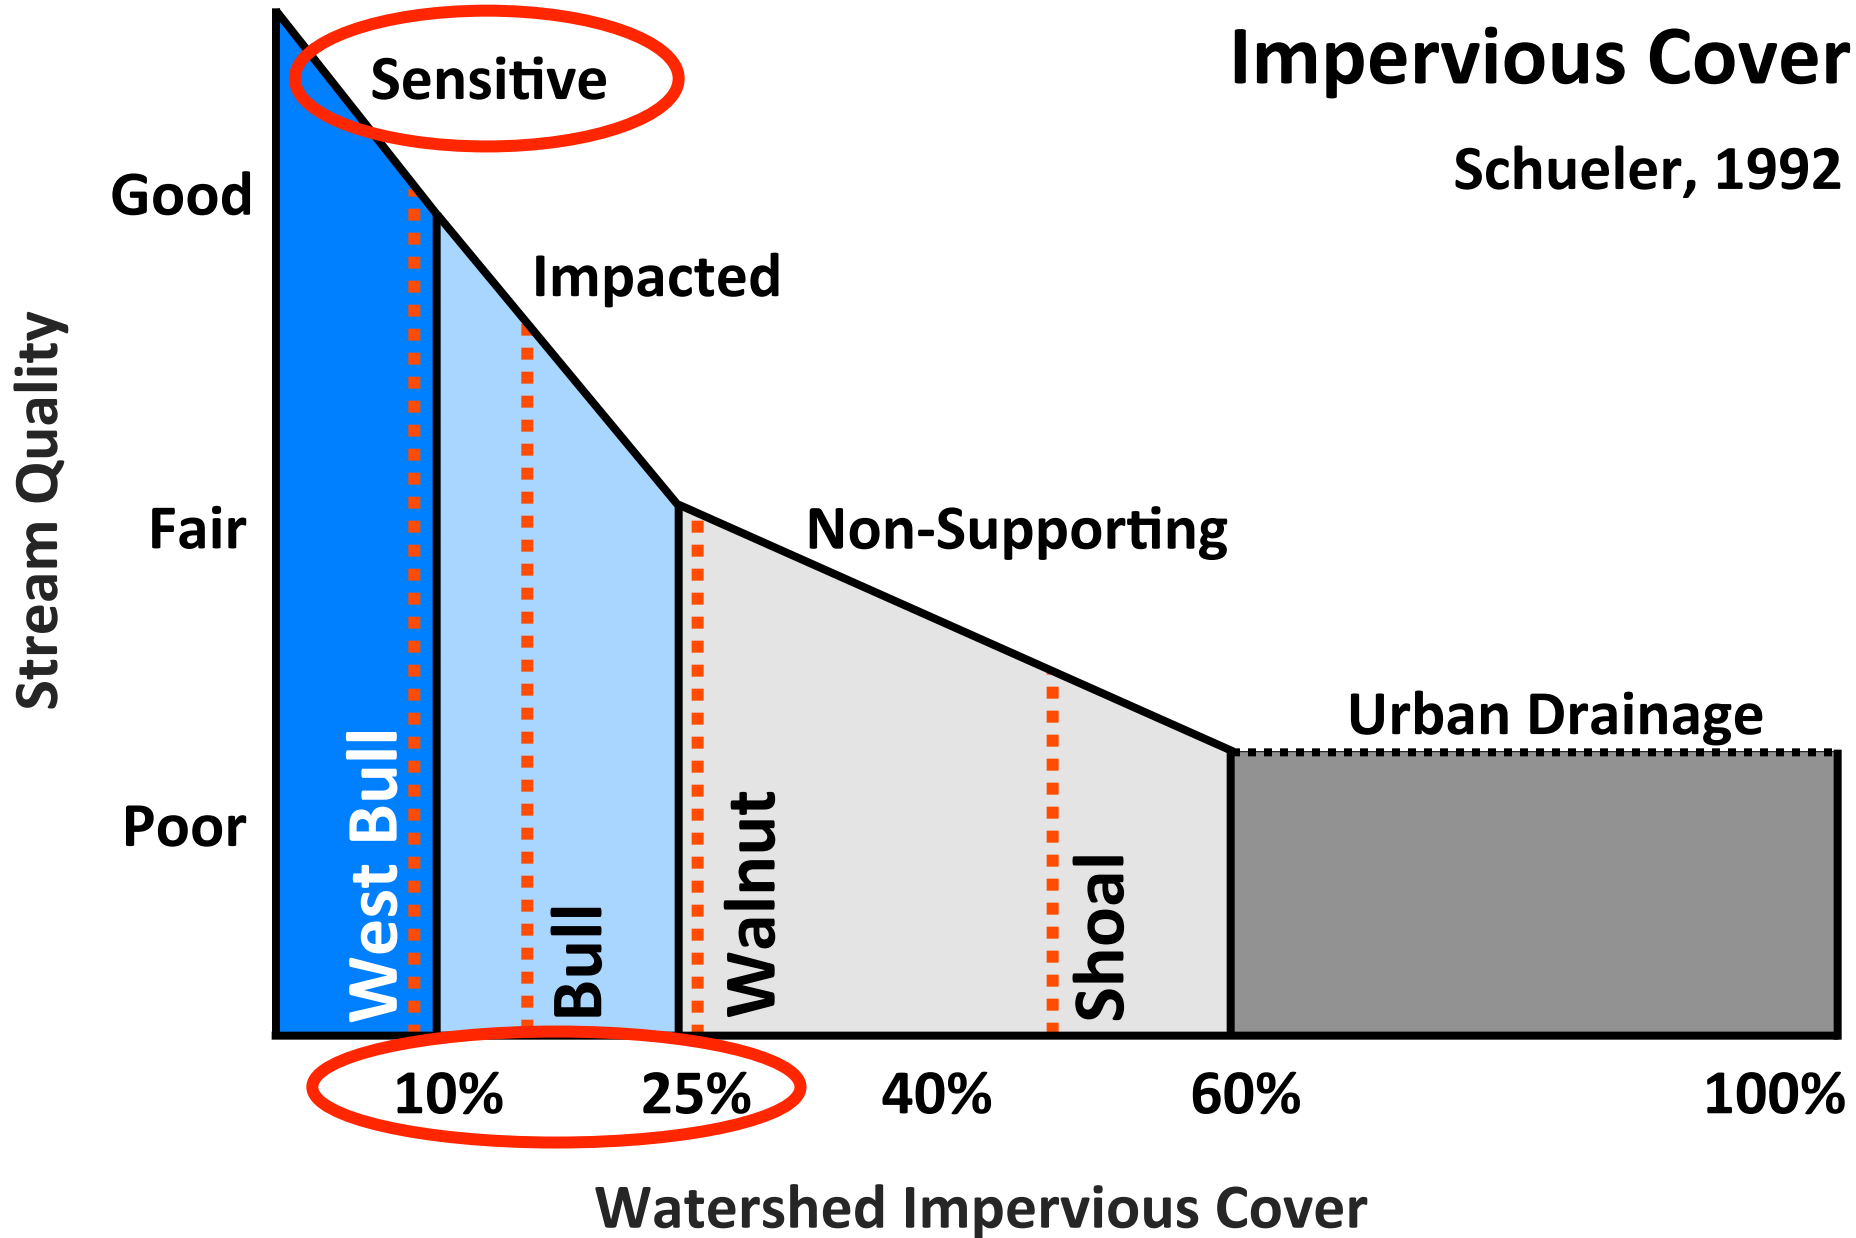 Impervious Cover
Schueler, 1992
Sensitive
Good
Impacted
Stream Quality
Fair
Non-Supporting
Urban Drainage
Poor
West Bull
Bull
Walnut
Shoal
10% 25% 40% 60% 100%
Watershed Impervious Cover